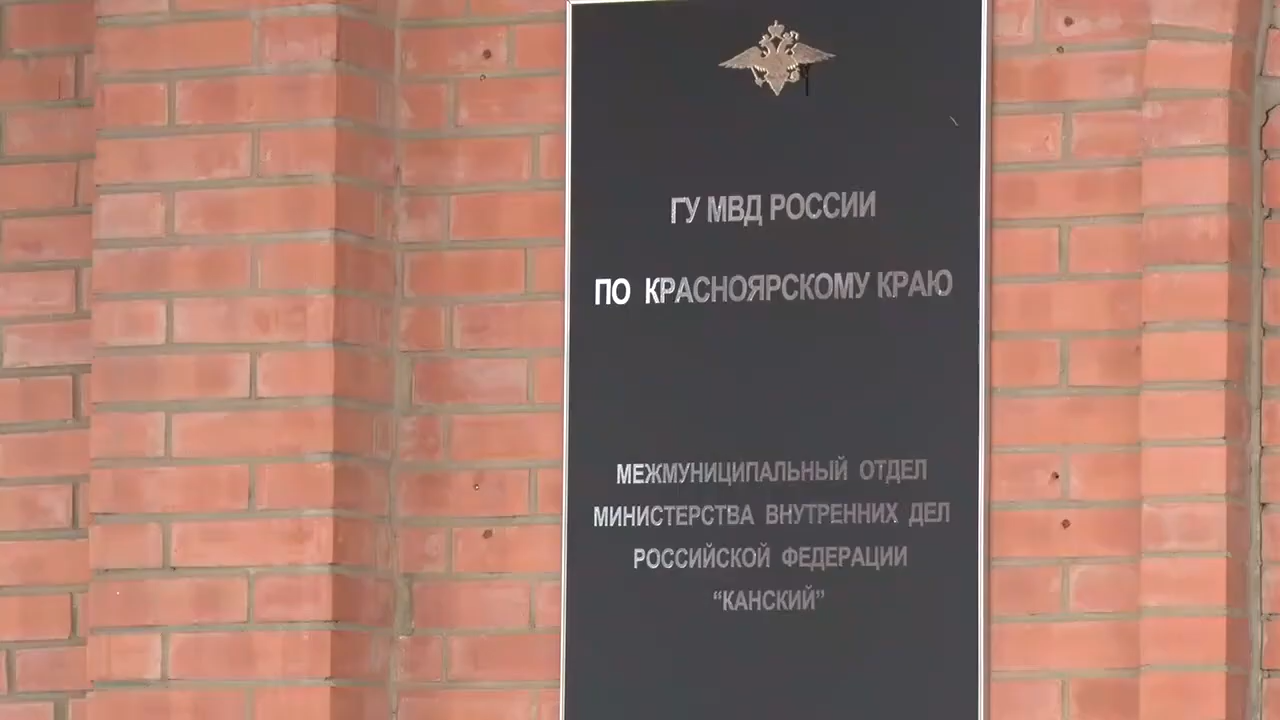 ГУ МВД РОССИИ
ПО КРАСНОЯРСКОМУ КРАЮ
МЕЖМУНИЦИПАЛЬНЫЙ ОТДЕЛ
МИНИСТЕРСТВА ВНУТРЕННИХ ДЕЛ
РОССИЙСКОЙ ФЕДЕРАЦИИ
“КАНСКИЙ”